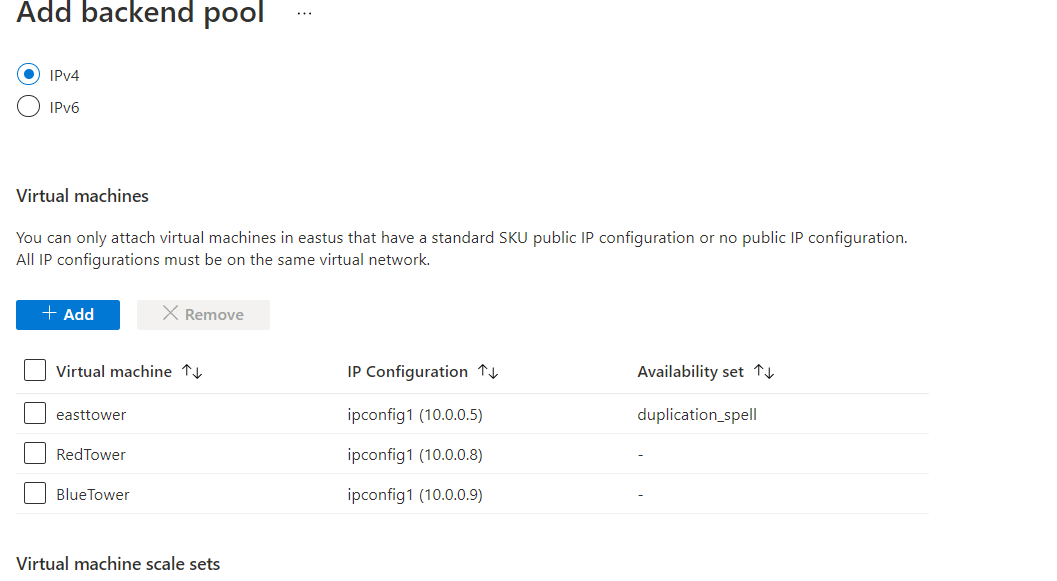 Add backend pool ...
IPv4
IPv6
Virtual machines
You can only attach virtual machines in eastus that have a standard SKU public IP configuration or no public IP configuration.
All IP configurations must be on the same virtual network.
+ Add × Remove
Virtual machine ↑↓ IP Configuration ↑↓ Availability set ↑↓
easttower ipconfig1 (10.0.0.5) duplication_spell
RedTower ipconfig1 (10.0.0.8) -
BlueTower ipconfig1 (10.0.0.9) -
Virtual machine scale sets